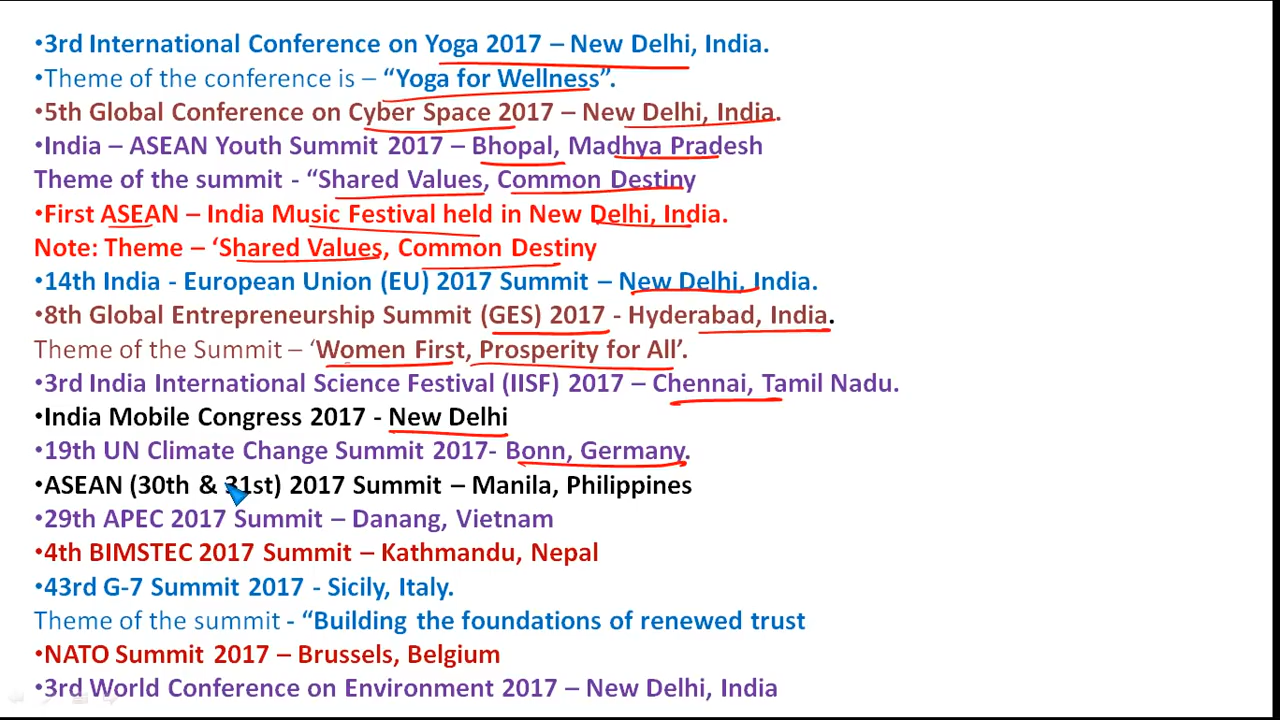 •3rd International Conference on Yoga 2017 – New Delhi, India.
•Theme of the conference is – “Yoga for Wellness”.
•5th Global Conference on Cyber Space 2017 – New Delhi, India.
•India – ASEAN Youth Summit 2017 – Bhopal, Madhya Pradesh
Theme of the summit - “Shared Values, Common Destiny
•First ASEAN – India Music Festival held in New Delhi, India.
Note: Theme – ‘Shared Values, Common Destiny
•14th India - European Union (EU) 2017 Summit – New Delhi, India.
•8th Global Entrepreneurship Summit (GES) 2017 - Hyderabad, India.
Theme of the Summit – ‘Women First, Prosperity for All’.
•3rd India International Science Festival (IISF) 2017 – Chennai, Tamil Nadu.
•India Mobile Congress 2017 - New Delhi
•19th UN Climate Change Summit 2017- Bonn, Germany.
•ASEAN (30th & 31st) 2017 Summit – Manila, Philippines
•29th APEC 2017 Summit – Danang, Vietnam
•4th BIMSTEC 2017 Summit – Kathmandu, Nepal
•43rd G-7 Summit 2017 - Sicily, Italy.
Theme of the summit - “Building the foundations of renewed trust
•NATO Summit 2017 – Brussels, Belgium
•3rd World Conference on Environment 2017 – New Delhi, India